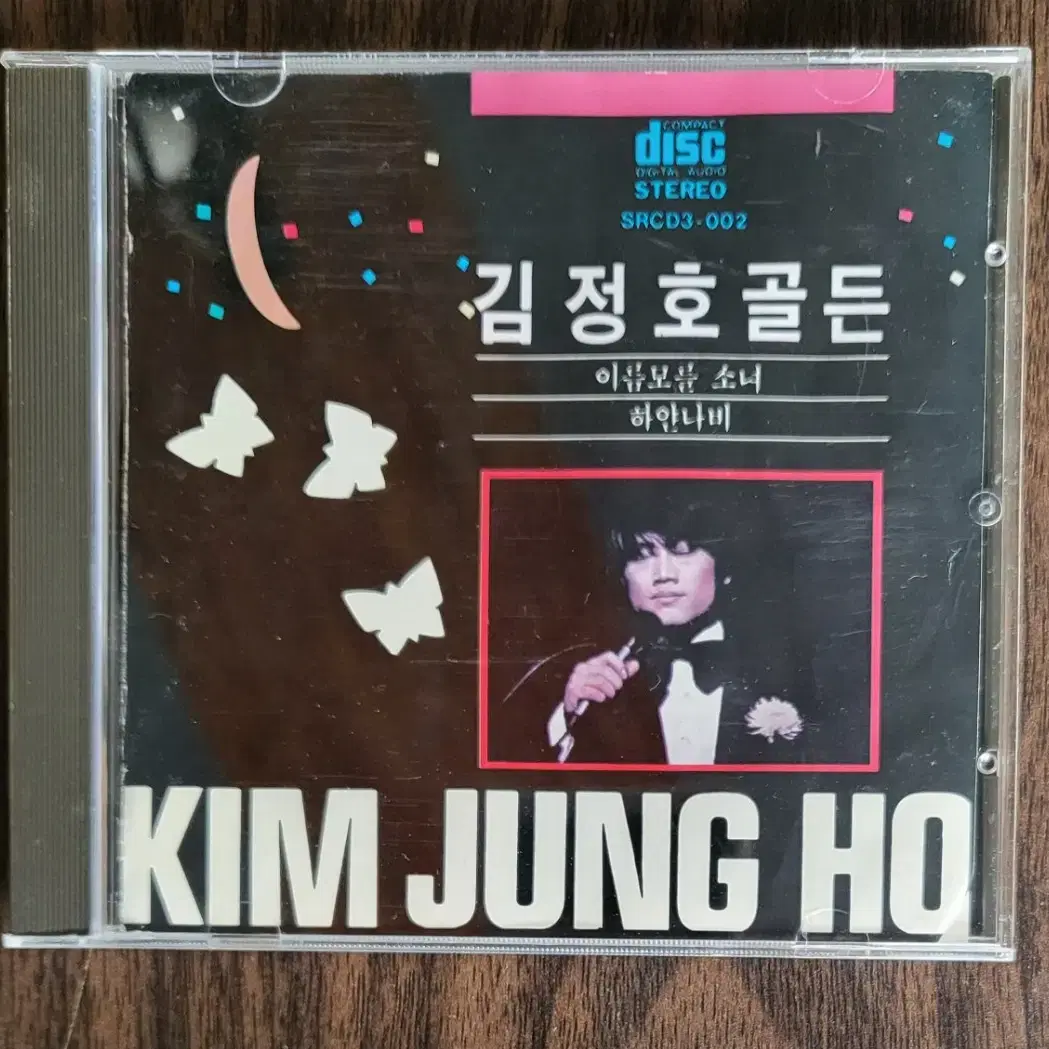 COMPACT
disc
DIGITAL AUDIO
STEREO
SRCD3-002
김정호골든
이름모를 소녀
하얀나비
KIM JUNG HO